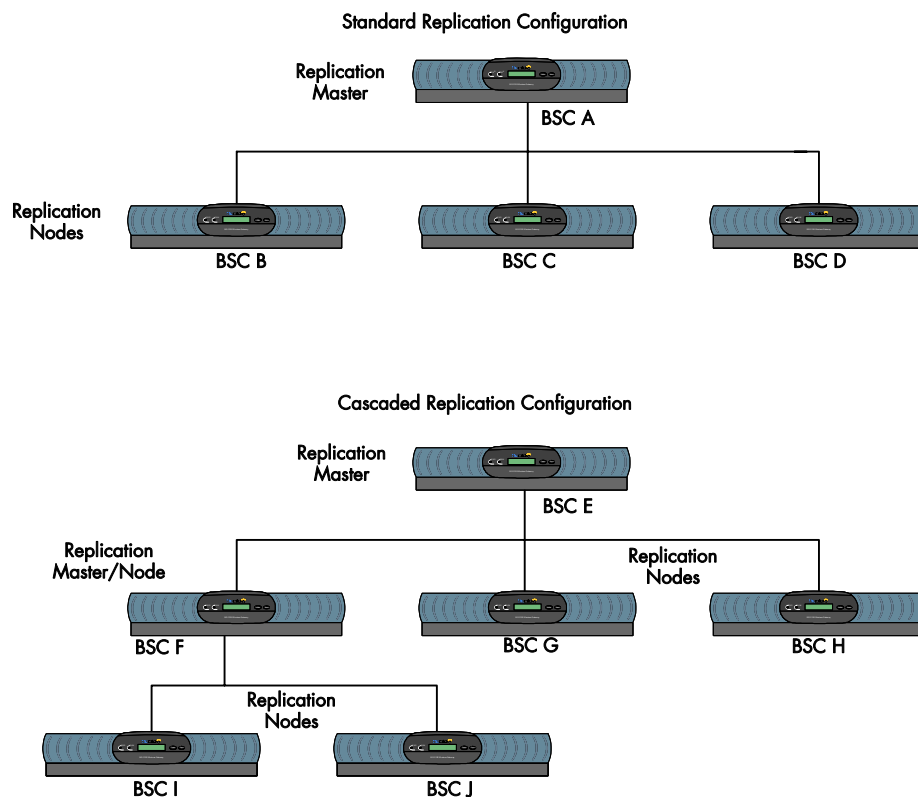 Standard Replication Configuration
Replication
Master
BSC A
Replication
Nodes
BSC B
BSC C
BSC D
Cascaded Replication Configuration
Replication
Master
BSC E
Replication
Master/Node
Replication
Nodes
BSC F
BSC G
BSC H
Replication
Nodes
BSC I
BSC J